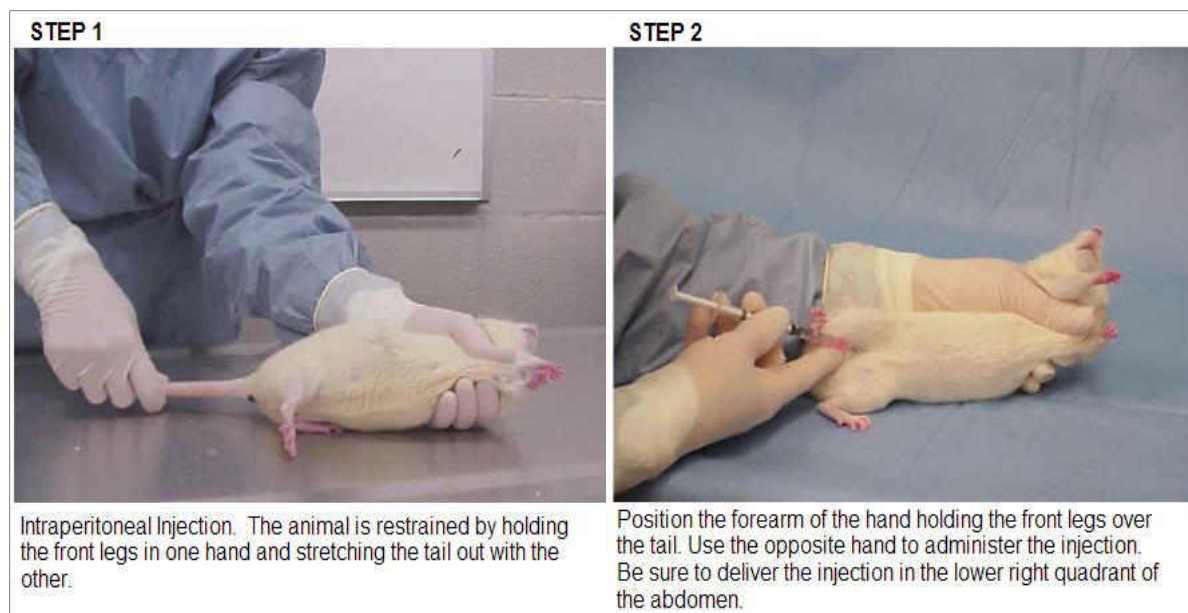 STEP 1
Intraperitoneal Injection.  The animal is restrained by holding
the front legs in one hand and stretching the tail out with the
other.
STEP 2
Position the forearm of the hand holding the front legs over
the tail. Use the opposite hand to administer the injection.
Be sure to deliver the injection in the lower right quadrant of
the abdomen.